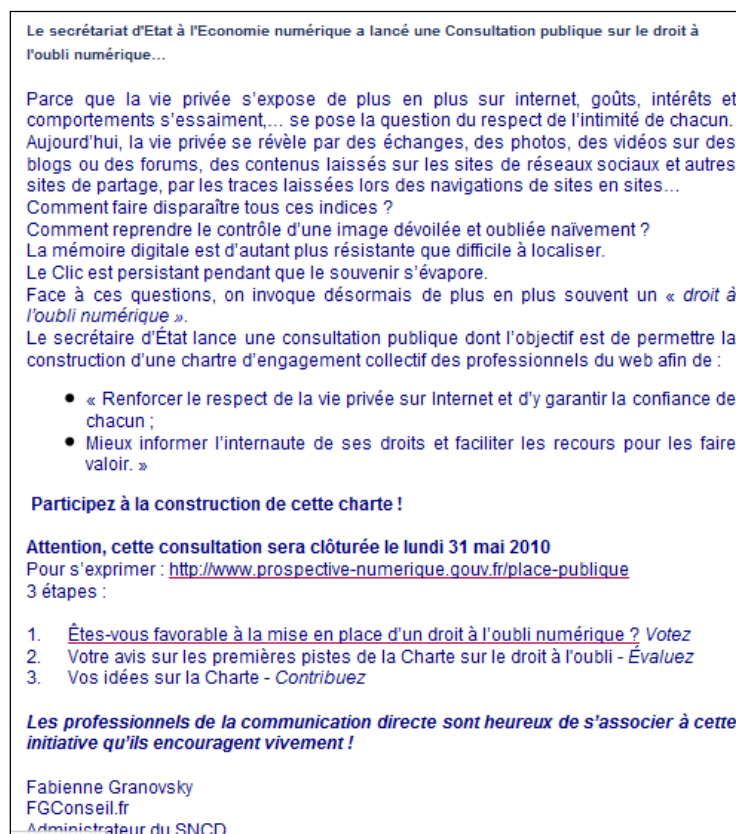 Le secrétariat d'Etat à l'Economie numérique a lancé une Consultation publique sur le droit à
l'oubli numérique…
Parce que la vie privée s'expose de plus en plus sur internet, goûts, intérêts et
comportements s'essaiment,… se pose la question du respect de l'intimité de chacun.
Aujourd'hui, la vie privée se révèle par des échanges, des photos, des vidéos sur des
blogs ou des forums, des contenus laissés sur les sites de réseaux sociaux et autres
sites de partage, par les traces laissées lors des navigations de sites en sites…
Comment faire disparaître tous ces indices ?
Comment reprendre le contrôle d'une image dévoilée et oubliée naïvement ?
La mémoire digitale est d'autant plus résistante que difficile à localiser.
Le Clic est persistant pendant que le souvenir s'évapore.
Face à ces questions, on invoque désormais de plus en plus souvent un « droit à
l'oubli numérique ».
Le secrétaire d'État lance une consultation publique dont l'objectif est de permettre la
construction d'une chartre d'engagement collectif des professionnels du web afin de :
● « Renforcer le respect de la vie privée sur Internet et d'y garantir la confiance de
chacun ;
● Mieux informer l'internaute de ses droits et faciliter les recours pour les faire
valoir. »
Participez à la construction de cette charte !
Attention, cette consultation sera clôturée le lundi 31 mai 2010
Pour s'exprimer : http://www.prospective-numerique.gouv.fr/place-publique
3 étapes :
1. Êtes-vous favorable à la mise en place d'un droit à l'oubli numérique ? Votez
2. Votre avis sur les premières pistes de la Charte sur le droit à l'oubli - Évaluez
3. Vos idées sur la Charte - Contribuez
Les professionnels de la communication directe sont heureux de s'associer à cette
initiative qu'ils encouragent vivement !
Fabienne Granovsky
FGConseil.fr
Administrateur du SNCD